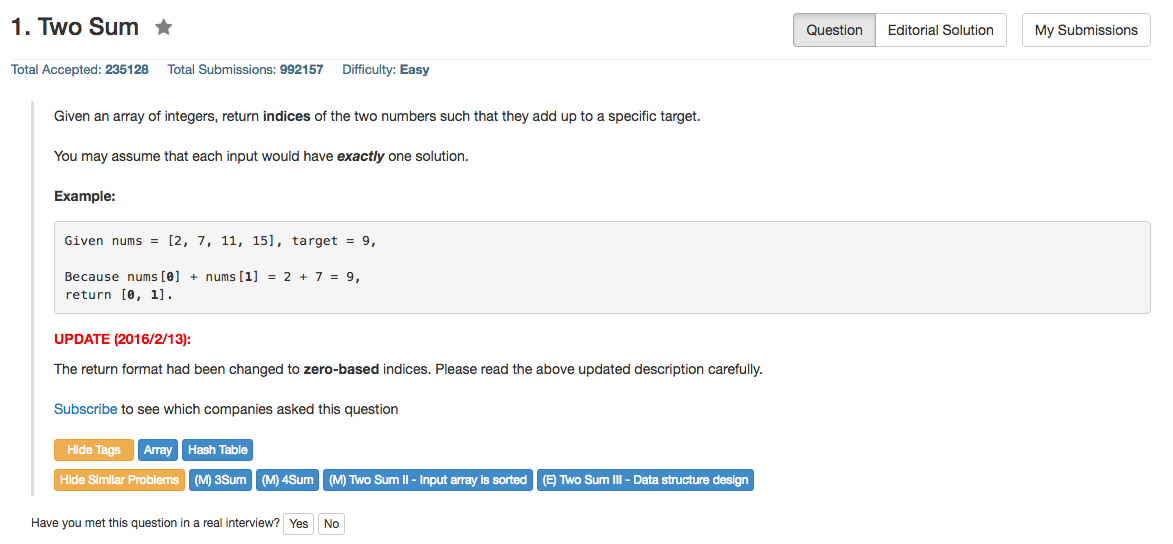 1. Two Sum
Question Editorial Solution My Submissions
Total Accepted: 235128 Total Submissions: 992157 Difficulty: Easy
Given an array of integers, return indices of the two numbers such that they add up to a specific target.
You may assume that each input would have exactly one solution.
Example:
Given nums = [2, 7, 11, 15], target = 9,
Because nums[0] + nums[1] = 2 + 7 = 9,
return [0, 1].
UPDATE (2016/2/13):
The return format had been changed to zero-based indices. Please read the above updated description carefully.
Subscribe to see which companies asked this question
Hide Tags Array Hash Table
Hide Similar Problems (M) 3Sum (M) 4Sum (M) Two Sum II - Input array is sorted (E) Two Sum III - Data structure design
Have you met this question in a real interview? Yes No